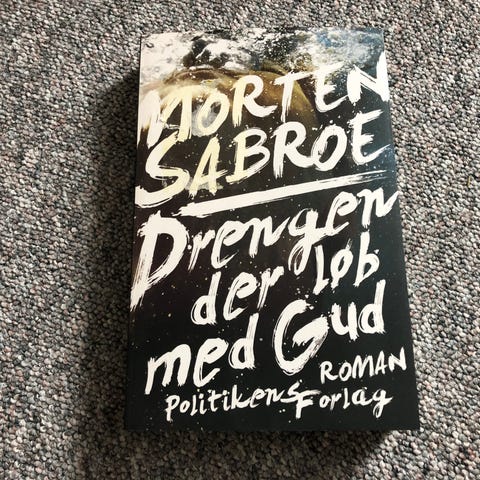 MORTEN
SABROE
Drengen
der løb
med Gud
ROMAN
Politikens Forlag